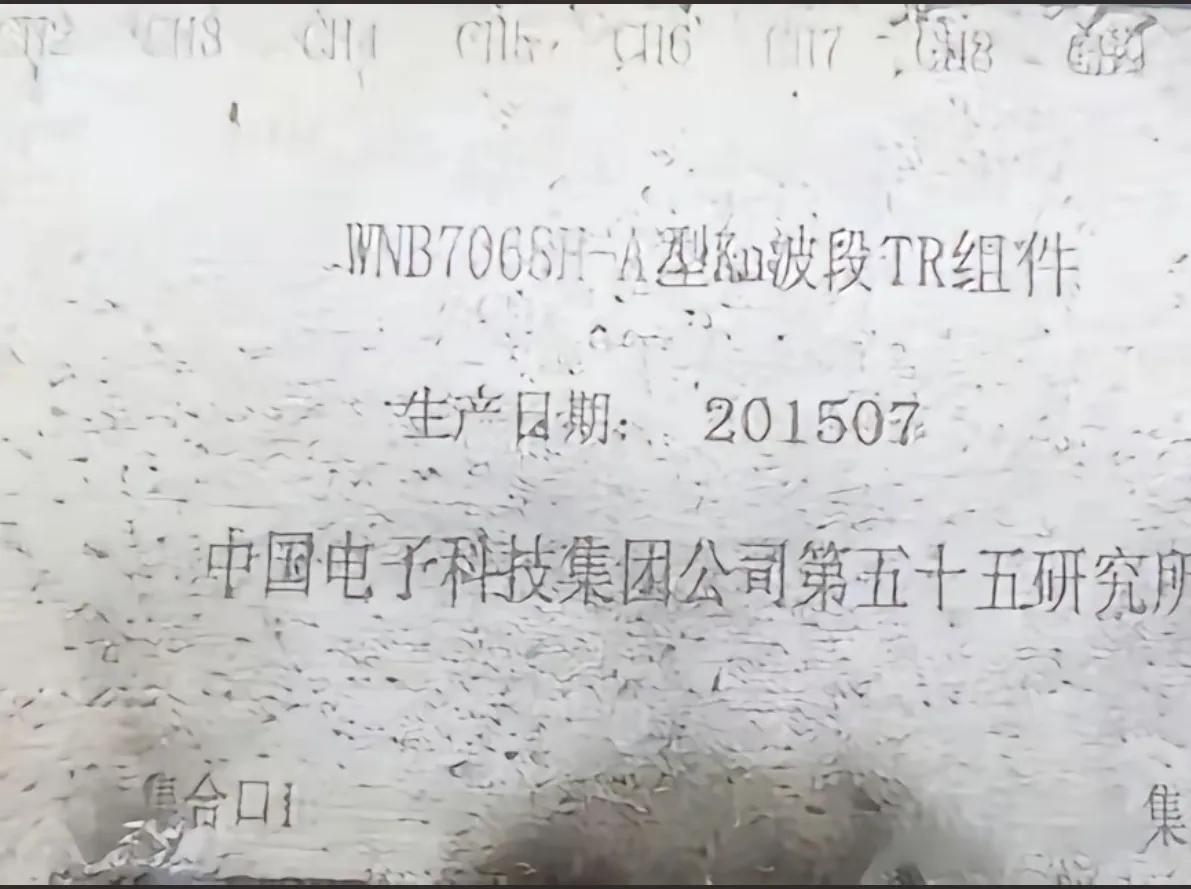 CH2 CH3 CH4 CH5 CH6 CH7 CH8
WNB7068H-A型Ku波段TR组件
生产日期: 201507
中国电子科技集团公司第五十五研究所
集合口1 集